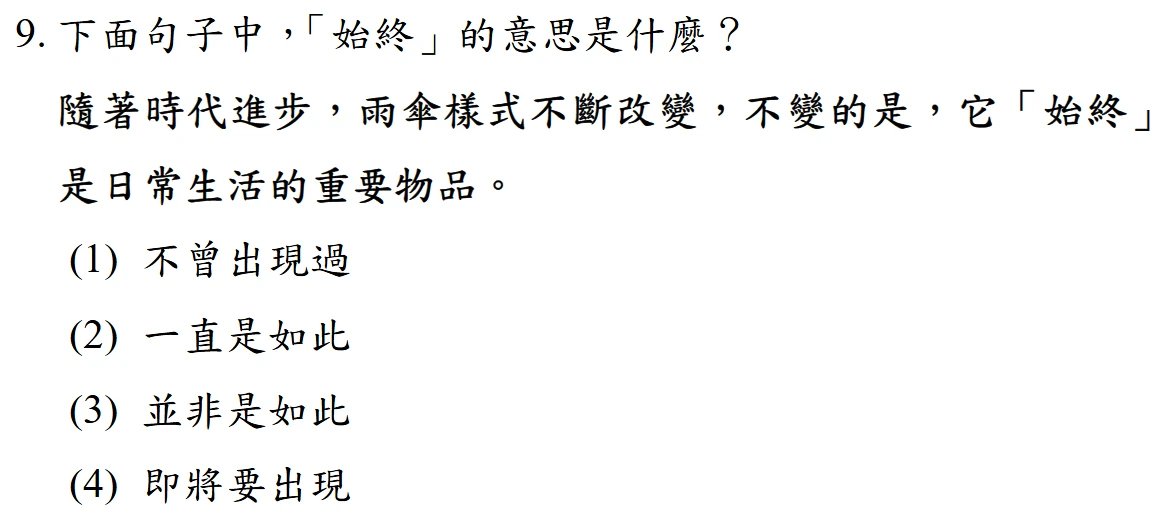 9. 下面句子中，「始終」的意思是什麼？
隨著時代進步，雨傘樣式不斷改變，不變的是，它「始終」
是日常生活的重要物品。
(1) 不曾出現過
(2) 一直是如此
(3) 並非是如此
(4) 即將要出現